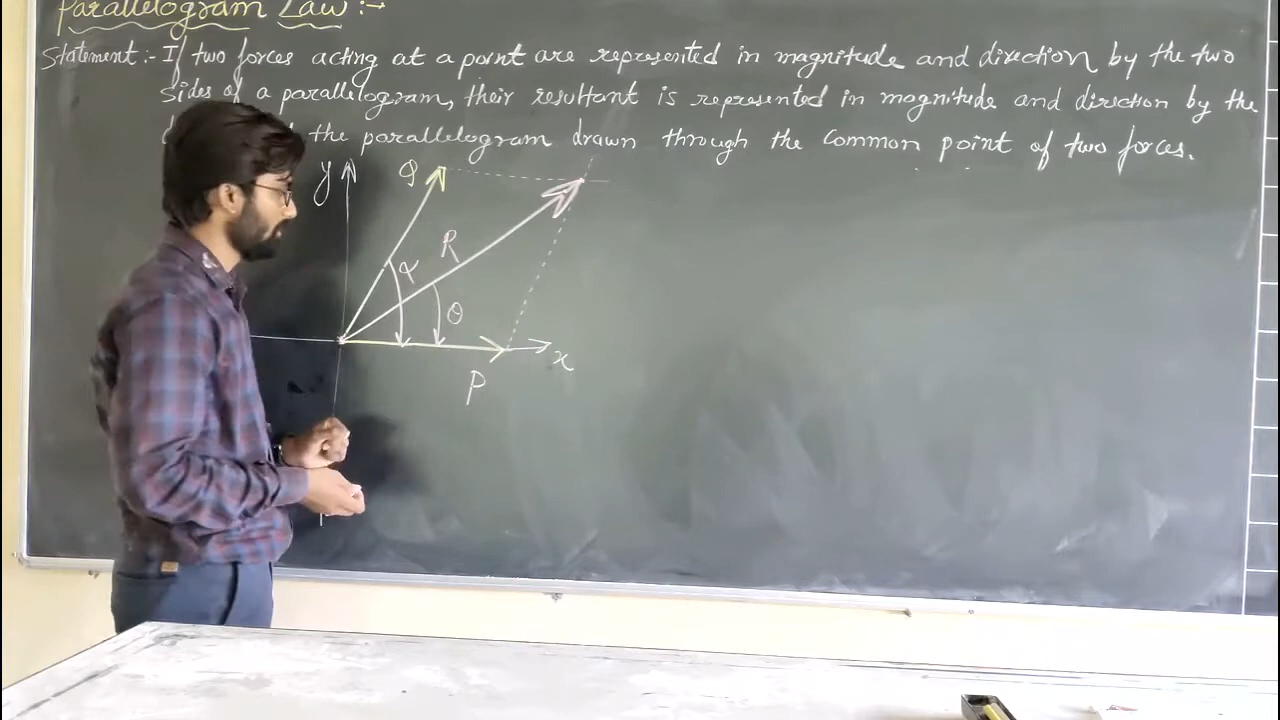 Parallelogram Law :-
Statement :- If two forces acting at a point are represented in magnitude and direction by the two
sides of a parallelogram, their resultant is represented in magnitude and direction by the
the parallelogram drawn through the common point of two forces.
y
Q
R
α
θ
x
P